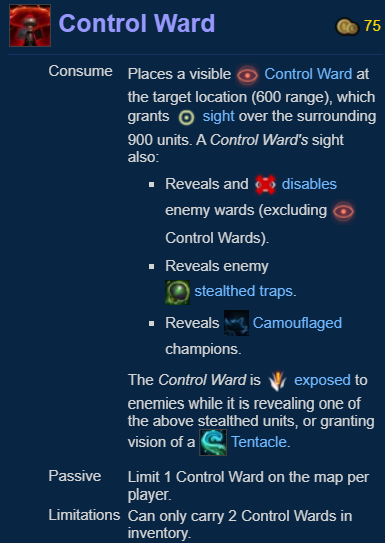 Control Ward
75
Consume
Places a visible Control Ward at
the target location (600 range), which
grants sight over the surrounding
900 units. A Control Ward's sight
also:
Reveals and disables
enemy wards (excluding
Control Wards).
Reveals enemy
stealthed traps.
Reveals Camouflaged
champions.
The Control Ward is exposed to
enemies while it is revealing one of
the above stealthed units, or granting
vision of a Tentacle.
Passive
Limit 1 Control Ward on the map per
player.
Limitations
Can only carry 2 Control Wards in
inventory.